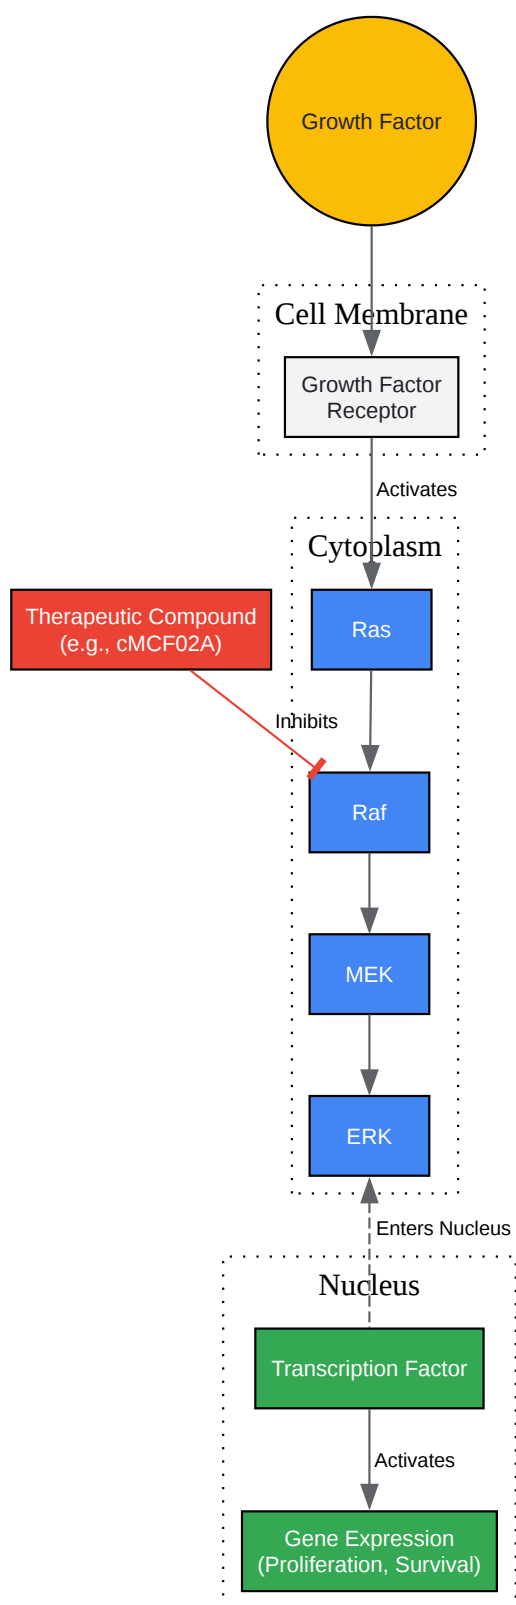 Growth Factor
Cell Membrane
Growth Factor
Receptor
Activates
Cytoplasm
Therapeutic Compound
(e.g., cMCF02A)
Ras
Inhibits
Raf
MEK
ERK
Enters Nucleus
Nucleus
Transcription Factor
Activates
Gene Expression
(Proliferation, Survival)